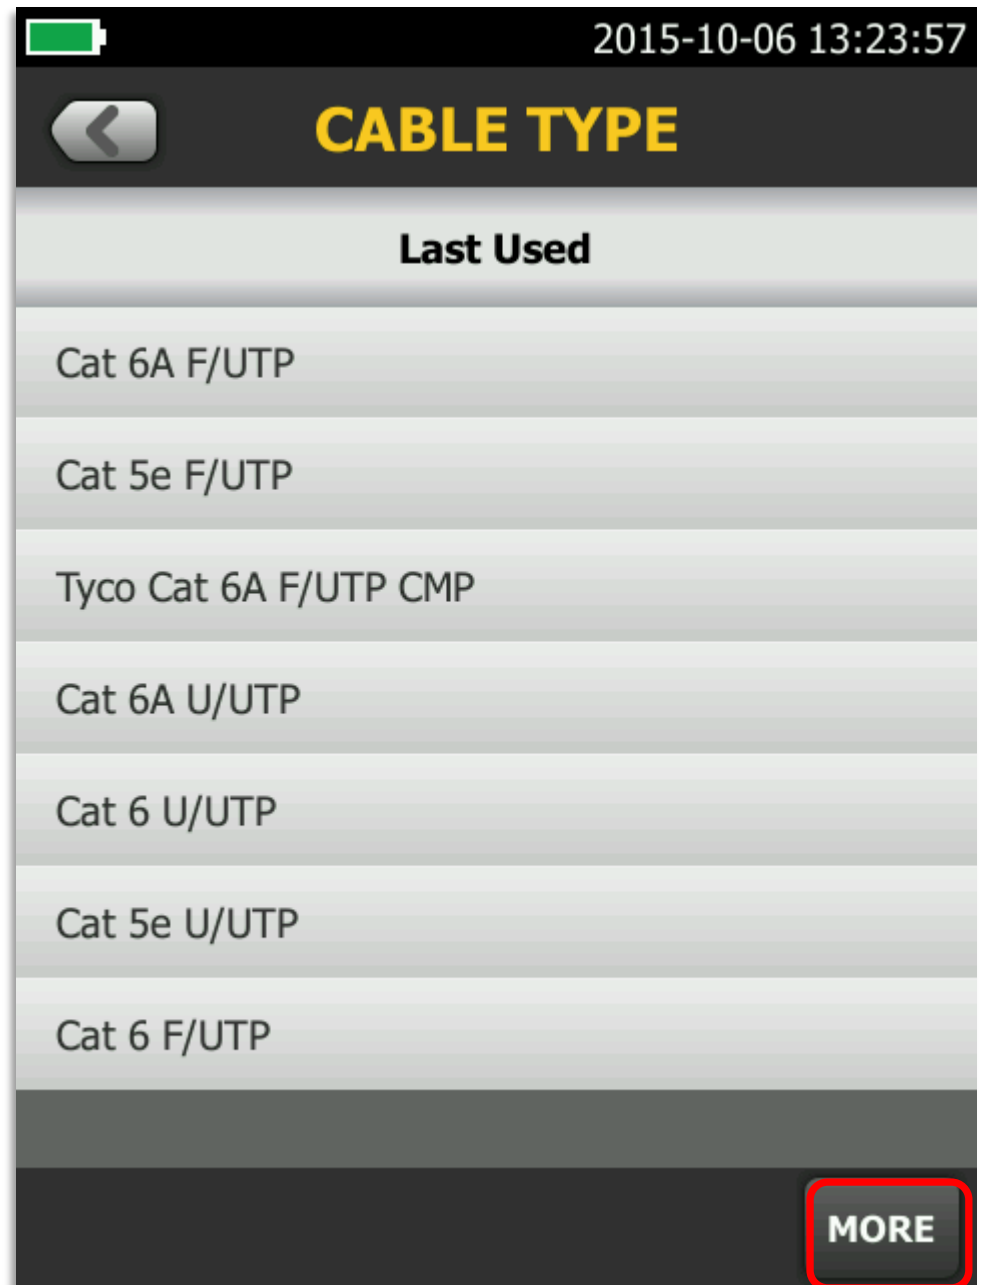 2015-10-06 13:23:57
CABLE TYPE
Last Used
Cat 6A F/UTP
Cat 5e F/UTP
Tyco Cat 6A F/UTP CMP
Cat 6A U/UTP
Cat 6 U/UTP
Cat 5e U/UTP
Cat 6 F/UTP
MORE